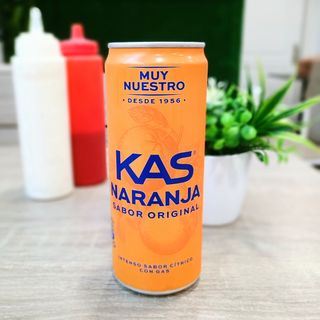 MUY
NUESTRO
• DESDE 1956 •
KAS®
NARANJA
SABOR ORIGINAL
INTENSO SABOR CÍTRICO
CON GAS